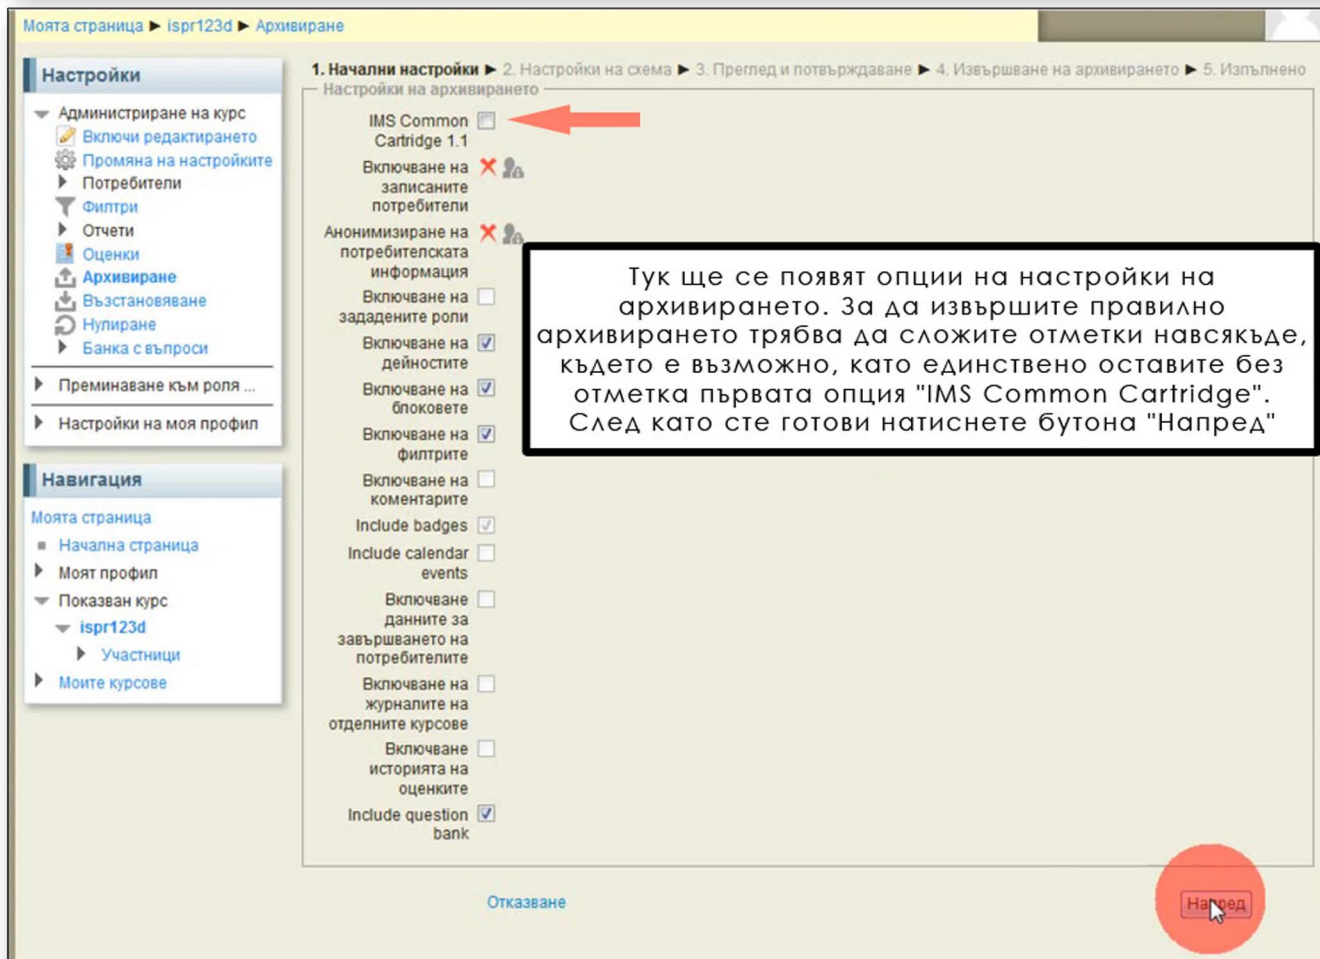 Моята страница ► ispr123d ► Архивиране
Настройки
Администриране на курс
Включи редактирането
Промяна на настройките
Потребители
Филтри
Отчети
Оценки
Архивиране
Възстановяване
Нулиране
Банка с въпроси
Преминаване към роля ...
Настройки на моя профил
Навигация
Моята страница
Начална страница
Моят профил
Показван курс
ispr123d
Участници
Моите курсове
1. Начални настройки ► 2. Настройки на схема ► 3. Преглед и потвърждаване ► 4. Извършване на архивирането ► 5. Изпълнено
Настройки на архивирането
IMS Common
Cartridge 1.1
Включване на
записаните
потребители
Анонимизиране на
потребителската
информация
Включване на
зададените роли
Включване на
дейностите
Включване на
блоковете
Включване на
филтрите
Включване на
коментарите
Include badges
Include calendar
events
Включване
данните за
завършването на
потребителите
Включване на
журналите на
отделните курсове
Включване
историята на
оценките
Include question
bank
Тук ще се появят опции на настройки на
архивирането. За да извършите правилно
архивирането трябва да сложите отметки навсякъде,
където е възможно, като единствено оставите без
отметка първата опция "IMS Common Cartridge".
След като сте готови натиснете бутона "Напред"
Отказване
Напред